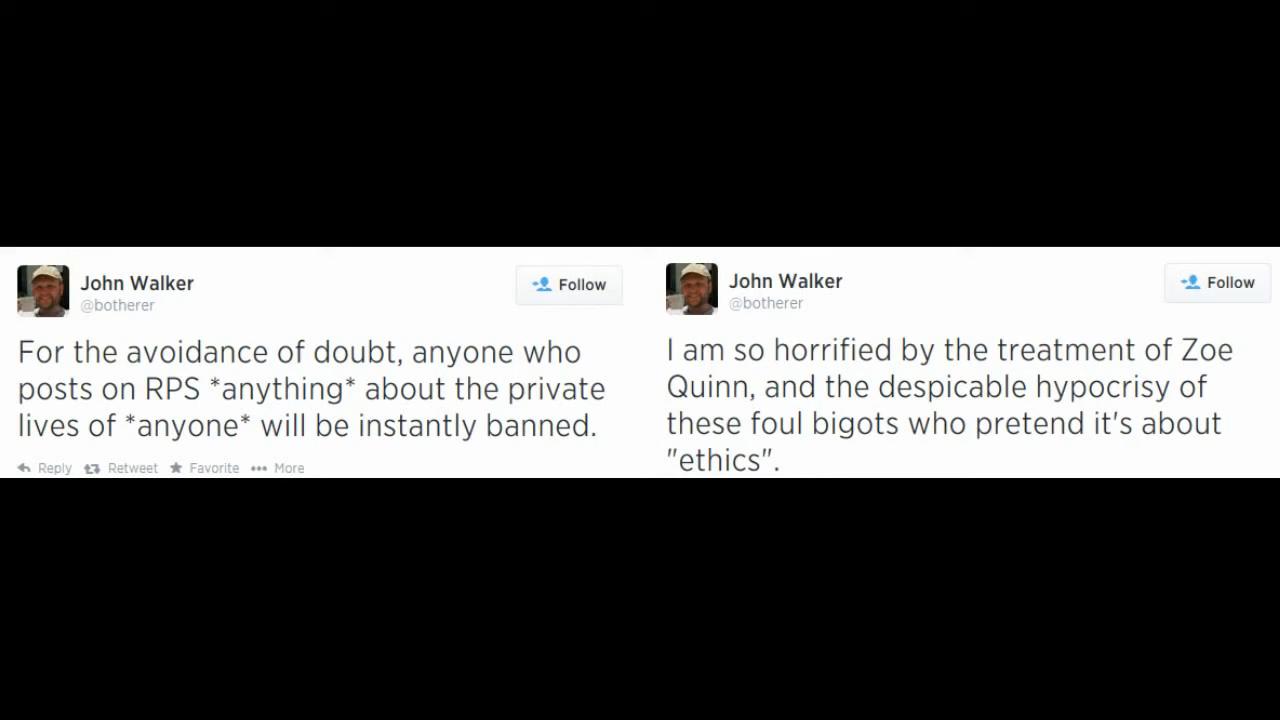 John Walker
@botherer
Follow
For the avoidance of doubt, anyone who
posts on RPS *anything* about the private
lives of *anyone* will be instantly banned.
Reply Retweet Favorite More
John Walker
@botherer
Follow
I am so horrified by the treatment of Zoe
Quinn, and the despicable hypocrisy of
these foul bigots who pretend it's about
"ethics".